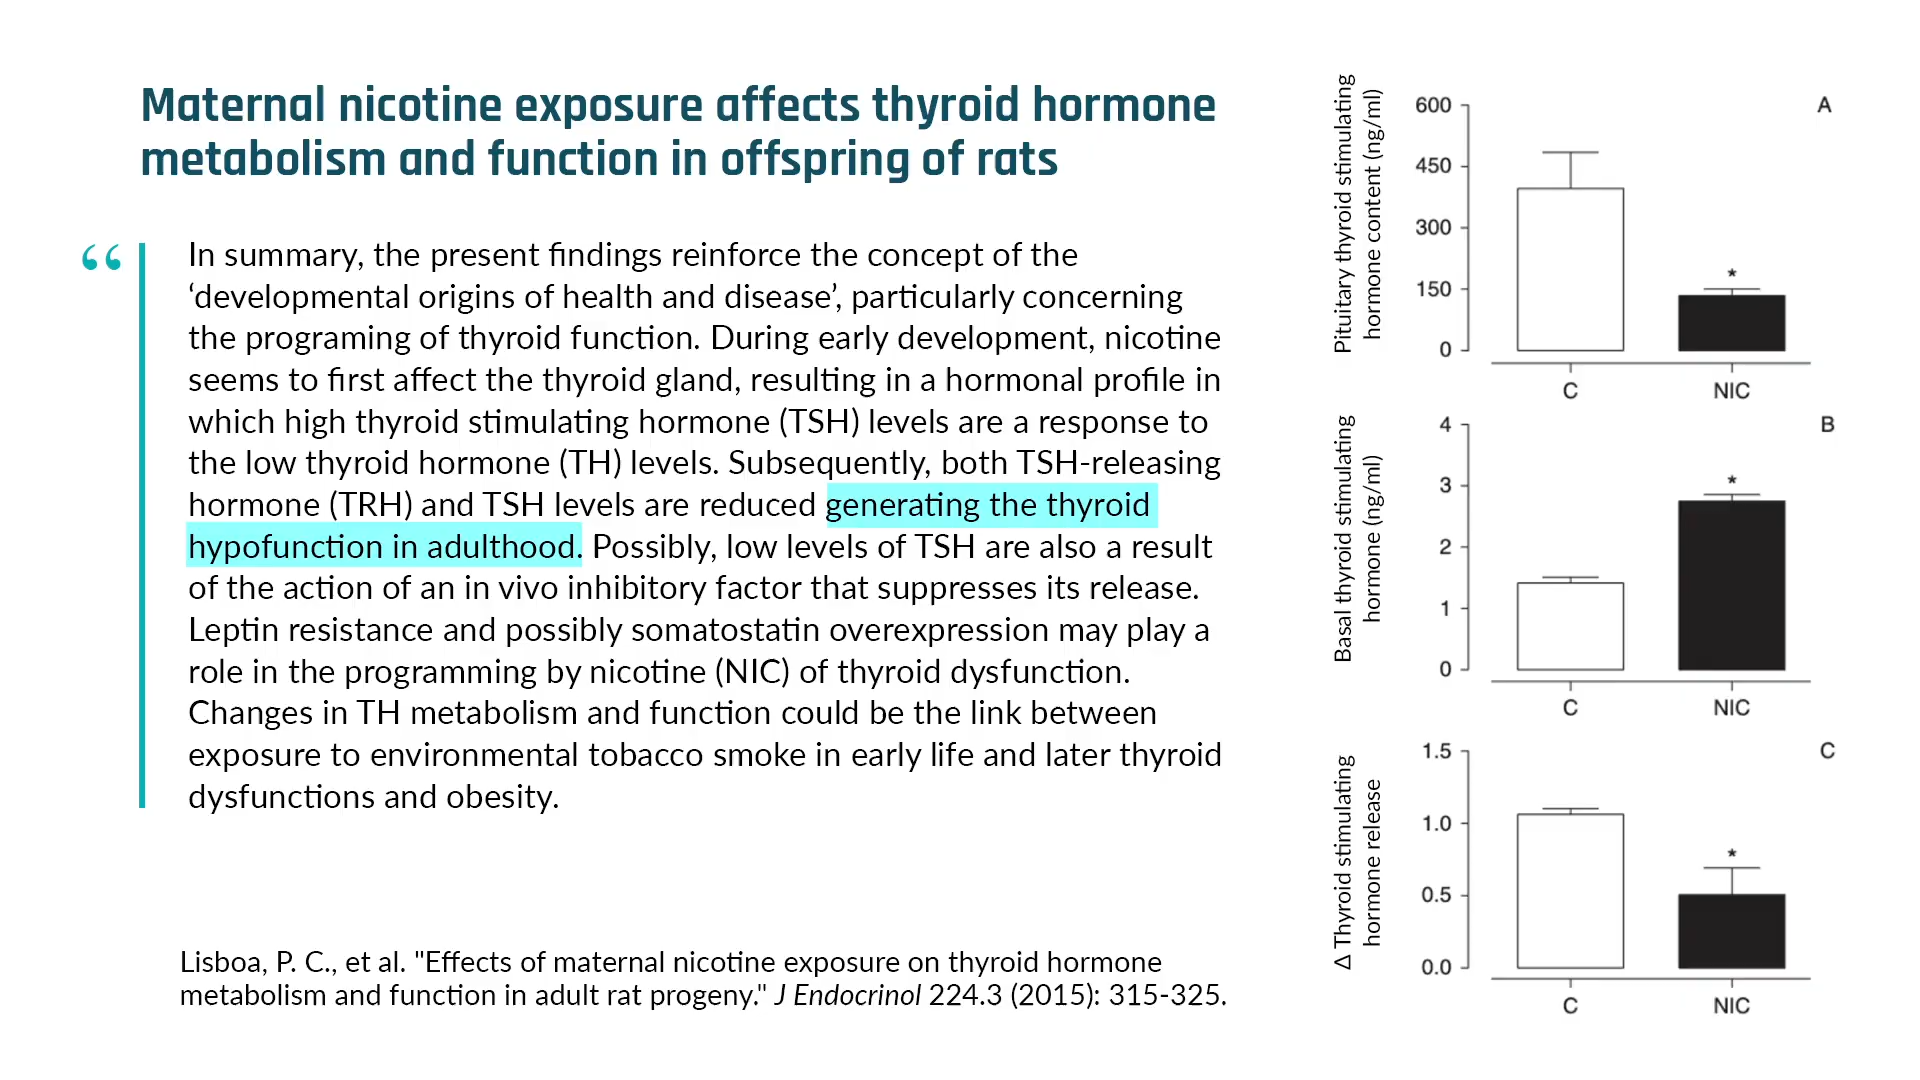 Maternal nicotine exposure affects thyroid hormone
metabolism and function in offspring of rats
“
In summary, the present findings reinforce the concept of the
‘developmental origins of health and disease’, particularly concerning
the programing of thyroid function. During early development, nicotine
seems to first affect the thyroid gland, resulting in a hormonal profile in
which high thyroid stimulating hormone (TSH) levels are a response to
the low thyroid hormone (TH) levels. Subsequently, both TSH-releasing
hormone (TRH) and TSH levels are reduced generating the thyroid
hypofunction in adulthood. Possibly, low levels of TSH are also a result
of the action of an in vivo inhibitory factor that suppresses its release.
Leptin resistance and possibly somatostatin overexpression may play a
role in the programming by nicotine (NIC) of thyroid dysfunction.
Changes in TH metabolism and function could be the link between
exposure to environmental tobacco smoke in early life and later thyroid
dysfunctions and obesity.
Lisboa, P. C., et al. "Effects of maternal nicotine exposure on thyroid hormone
metabolism and function in adult rat progeny." J Endocrinol 224.3 (2015): 315-325.
Pituitary thyroid stimulating
hormone content (ng/ml)
A
600
450
300
150
0
*
C NIC
Basal thyroid stimulating
hormone (ng/ml)
B
4
3
2
1
0
*
C NIC
Δ Thyroid stimulating
hormone release
C
1.5
1.0
0.5
0.0
*
C NIC